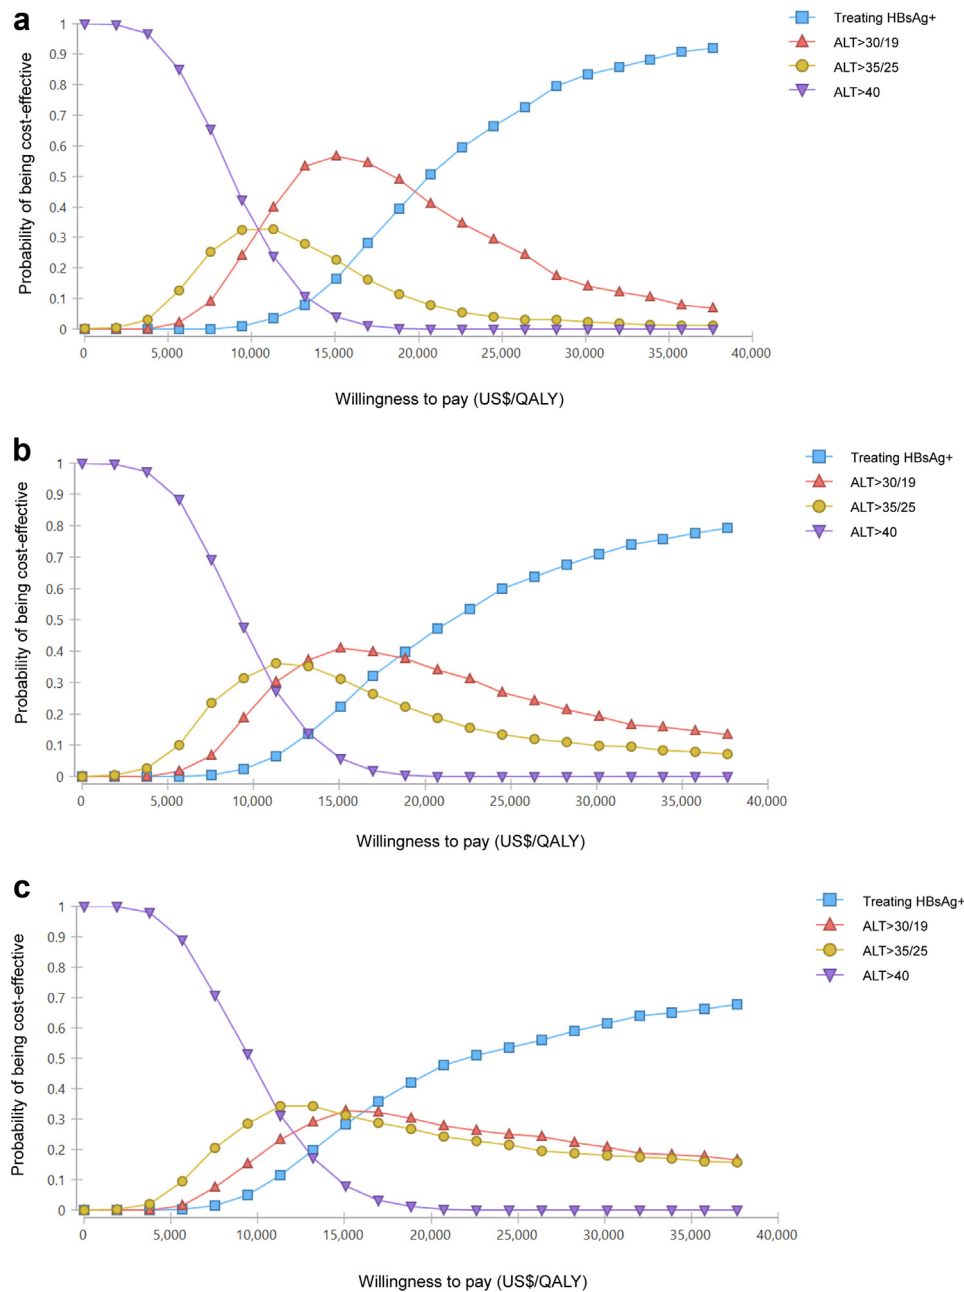 a
Treating HBsAg+
ALT>30/19
ALT>35/25
ALT>40
Probability of being cost-effective
1
0.9
0.8
0.7
0.6
0.5
0.4
0.3
0.2
0.1
0
0 5,000 10,000 15,000 20,000 25,000 30,000 35,000 40,000
Willingness to pay (US$/QALY)
b
Treating HBsAg+
ALT>30/19
ALT>35/25
ALT>40
Probability of being cost-effective
1
0.9
0.8
0.7
0.6
0.5
0.4
0.3
0.2
0.1
0
0 5,000 10,000 15,000 20,000 25,000 30,000 35,000 40,000
Willingness to pay (US$/QALY)
c
Treating HBsAg+
ALT>30/19
ALT>35/25
ALT>40
Probability of being cost-effective
1
0.9
0.8
0.7
0.6
0.5
0.4
0.3
0.2
0.1
0
0 5,000 10,000 15,000 20,000 25,000 30,000 35,000 40,000
Willingness to pay (US$/QALY)